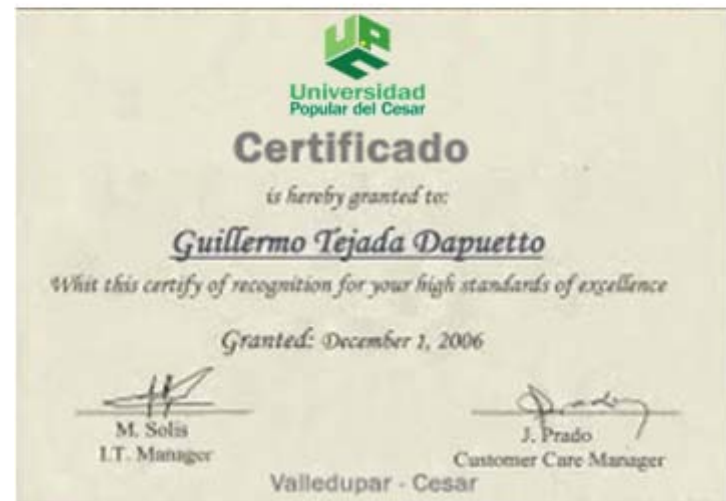 UPC
Universidad
Popular del Cesar
Certificado
is hereby granted to:
Guillermo Tejada Dapuetto
Whit this certify of recognition for your high standards of excellence
Granted: December 1, 2006
M. Solis
I.T. Manager
J. Prado
Customer Care Manager
Valledupar - Cesar